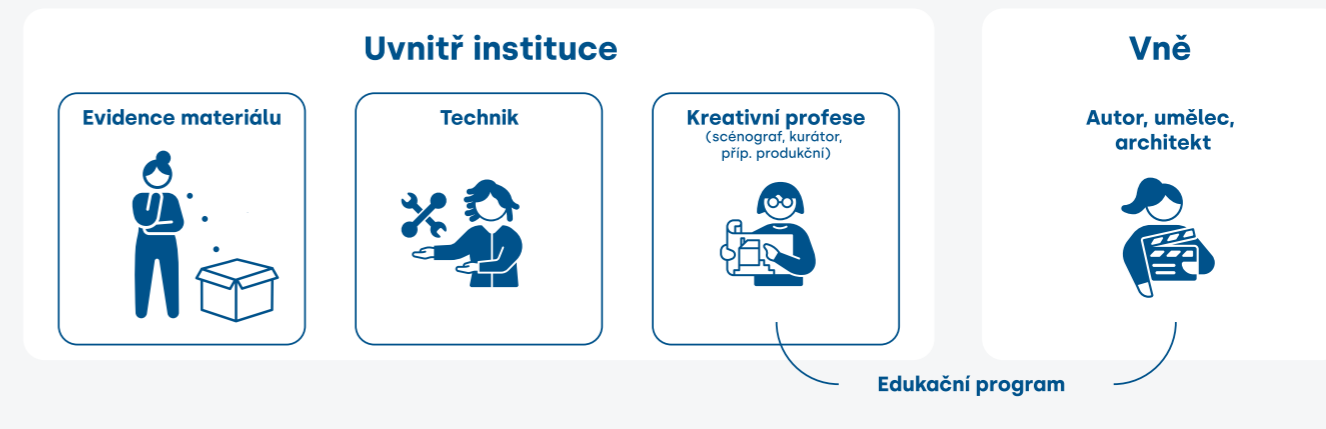 Uvnitř instituce
Vně
Evidence materiálu
Technik
Kreativní profese
(scénograf, kurátor,
příp. produkční)
Autor, umělec,
architekt
Edukační program